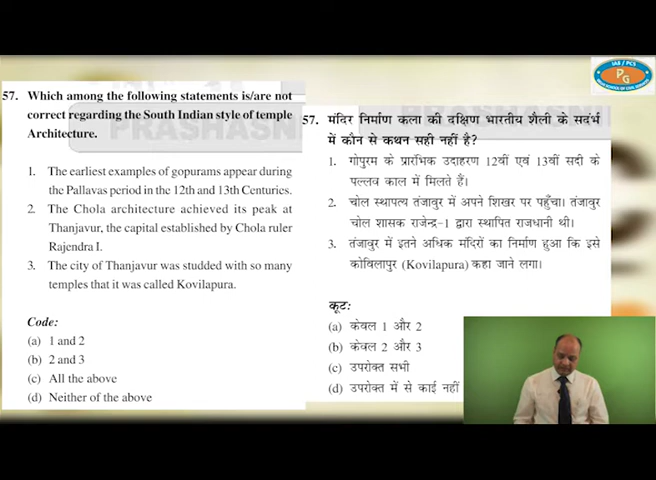 IAS / PCS
PG
57. Which among the following statements is/are not
correct regarding the South Indian style of temple
Architecture.
1. The earliest examples of gopurams appear during
the Pallavas period in the 12th and 13th Centuries.
2. The Chola architecture achieved its peak at
Thanjavur, the capital established by Chola ruler
Rajendra I.
3. The city of Thanjavur was studded with so many
temples that it was called Kovilapura.
Code:
(a) 1 and 2
(b) 2 and 3
(c) All the above
(d) Neither of the above
57. मंदिर निर्माण कला की दक्षिण भारतीय शैली के सदंर्भ
में कौन से कथन सही नहीं है?
1. गोपुरम के प्रारंभिक उदाहरण 12वीं एवं 13वीं सदी के
पल्लव काल में मिलते हैं।
2. चोल स्थापत्य तंजावुर में अपने शिखर पर पहुँचा। तंजावुर
चोल शासक राजेन्द्र-1 द्वारा स्थापित राजधानी थी।
3. तंजावुर में इतने अधिक मंदिरों का निर्माण हुआ कि इसे
कोविलापुर (Kovilapura) कहा जाने लगा।
कूटः
(a) केवल 1 और 2
(b) केवल 2 और 3
(c) उपरोक्त सभी
(d) उपरोक्त में से काई नहीं